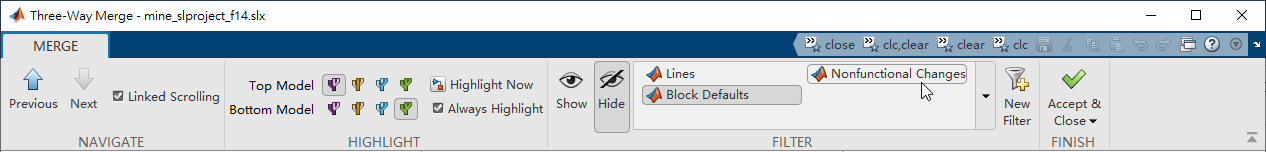 Three-Way Merge - mine_slproject_f14.slx
MERGE
close clc,clear clear clc
Previous
Next
Linked Scrolling
NAVIGATE
Top Model
Highlight Now
Bottom Model
Always Highlight
HIGHLIGHT
Show
Hide
Lines
Nonfunctional Changes
Block Defaults
New
Filter
FILTER
Accept &
Close
FINISH